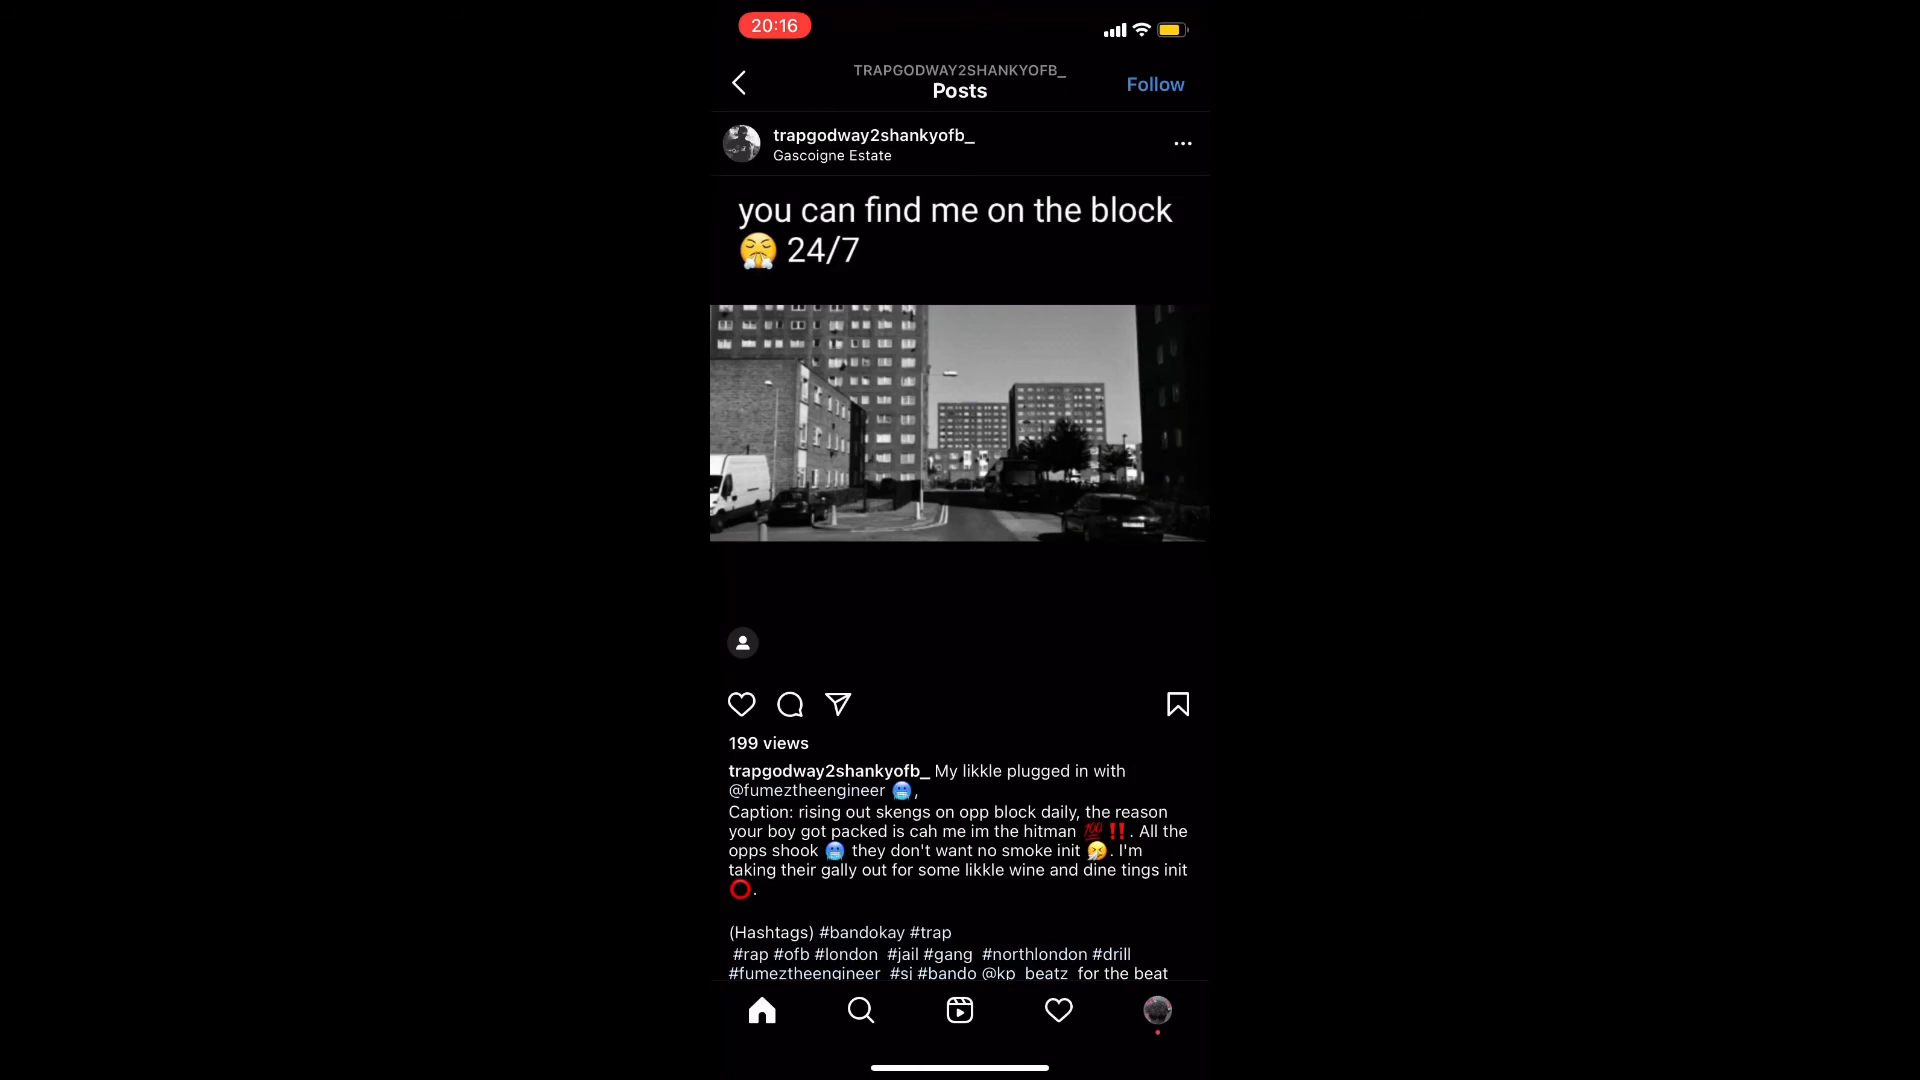 20:16
TRAPGODWAY2SHANKYOFB_
Posts
Follow
trapgodway2shankyofb_
Gascoigne Estate
you can find me on the block
😤 24/7
199 views
trapgodway2shankyofb_ My likkle plugged in with
@fumeztheengineer 🥶,
Caption: rising out skengs on opp block daily, the reason
your boy got packed is cah me im the hitman 💯‼️. All the
opps shook 🥶 they don't want no smoke init 🤧. I'm
taking their gally out for some likkle wine and dine tings init
⭕.
(Hashtags) #bandokay #trap
#rap #ofb #london #jail #gang #northlondon #drill
#fumeztheengineer #sj #bando @kp_beatz for the beat